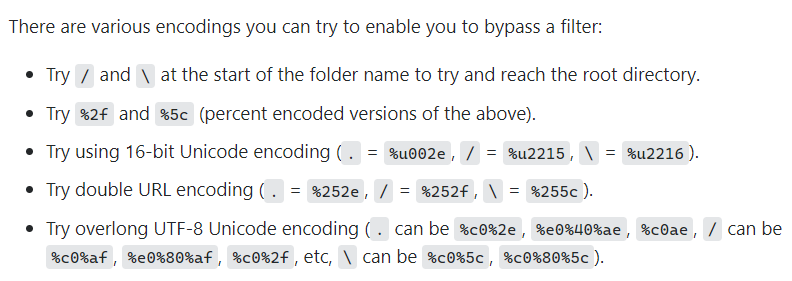 There are various encodings you can try to enable you to bypass a filter:
• Try / and \ at the start of the folder name to try and reach the root directory.
• Try %2f and %5c (percent encoded versions of the above).
• Try using 16-bit Unicode encoding ( . = %u002e , / = %u2215 , \ = %u2216 ).
• Try double URL encoding ( . = %252e , / = %252f , \ = %255c ).
• Try overlong UTF-8 Unicode encoding ( . can be %c0%2e , %e0%40%ae , %c0ae , / can be
%c0%af , %e0%80%af , %c0%2f , etc, \ can be %c0%5c , %c0%80%5c ).